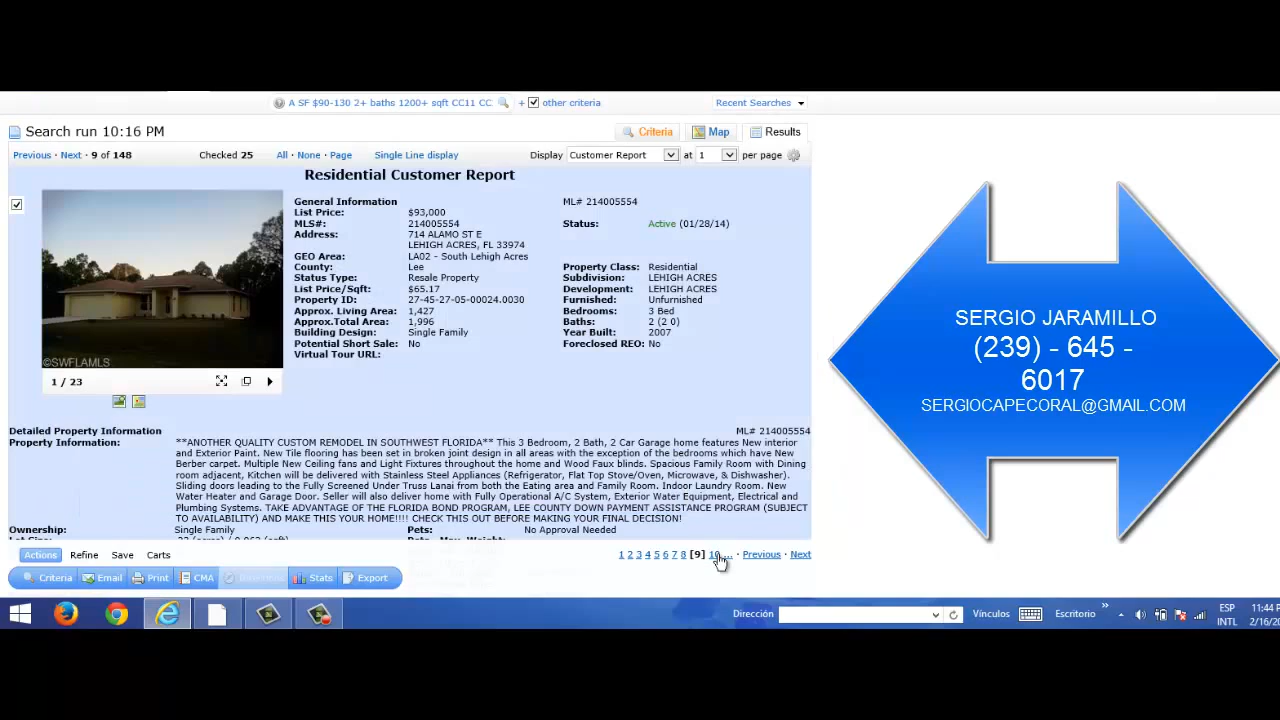 A SF $90-130 2+ baths 1200+ sqft CC11 CC + other criteria Recent Searches
Search run 10:16 PM Criteria Map Results
Previous · Next · 9 of 148 Checked 25 All · None · Page Single Line display Display Customer Report at 1 per page
Residential Customer Report
General Information ML# 214005554
List Price: $93,000
MLS#: 214005554 Status: Active (01/28/14)
Address: 714 ALAMO ST E
LEHIGH ACRES, FL 33974
GEO Area: LA02 - South Lehigh Acres
County: Lee Property Class: Residential
Status Type: Resale Property Subdivision: LEHIGH ACRES
List Price/Sqft: $65.17 Development: LEHIGH ACRES
Property ID: 27-45-27-05-00024.0030 Furnished: Unfurnished
Approx. Living Area: 1,427 Bedrooms: 3 Bed
Approx.Total Area: 1,996 Baths: 2 (2 0)
Building Design: Single Family Year Built: 2007
Potential Short Sale: No Foreclosed REO: No
Virtual Tour URL:
©SWFLAMLS
1 / 23
Detailed Property Information ML# 214005554
Property Information: **ANOTHER QUALITY CUSTOM REMODEL IN SOUTHWEST FLORIDA** This 3 Bedroom, 2 Bath, 2 Car Garage home features New interior
and Exterior Paint. New Tile flooring has been set in broken joint design in all areas with the exception of the bedrooms which have New
Berber carpet. Multiple New Ceiling fans and Light Fixtures throughout the home and Wood Faux blinds. Spacious Family Room with Dining
room adjacent, Kitchen will be delivered with Stainless Steel Appliances (Refrigerator, Flat Top Stove/Oven, Microwave, & Dishwasher).
Sliding doors leading to the Fully Screened Under Truss Lanai from both the Eating area and Family Room. Indoor Laundry Room. New
Water Heater and Garage Door. Seller will also deliver home with Fully Operational A/C System, Exterior Water Equipment, Electrical and
Plumbing Systems. TAKE ADVANTAGE OF THE FLORIDA BOND PROGRAM, LEE COUNTY DOWN PAYMENT ASSISTANCE PROGRAM (SUBJECT
TO AVAILABILITY) AND MAKE THIS YOUR HOME!!!! CHECK THIS OUT BEFORE MAKING YOUR FINAL DECISION!
Ownership: Single Family Pets: No Approval Needed
Actions Refine Save Carts 1 2 3 4 5 6 7 8 [9] 10 ... · Previous · Next
Criteria Email Print CMA Directions Stats Export
SERGIO JARAMILLO
(239) - 645 -
6017
SERGIOCAPECORAL@GMAIL.COM
Dirección Vínculos Escritorio » ESP 11:44
INTL 2/16/20